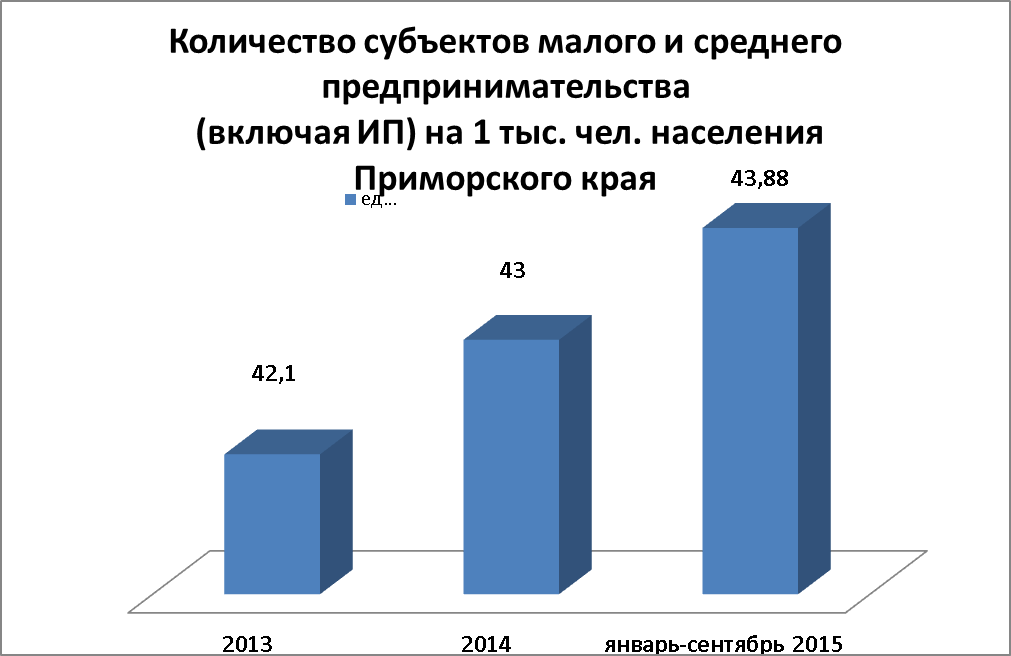 Количество субъектов малого и среднего
предпринимательства
(включая ИП) на 1 тыс. чел. населения
Приморского края
ед...
43,88
43
42,1
2013
2014
январь-сентябрь 2015